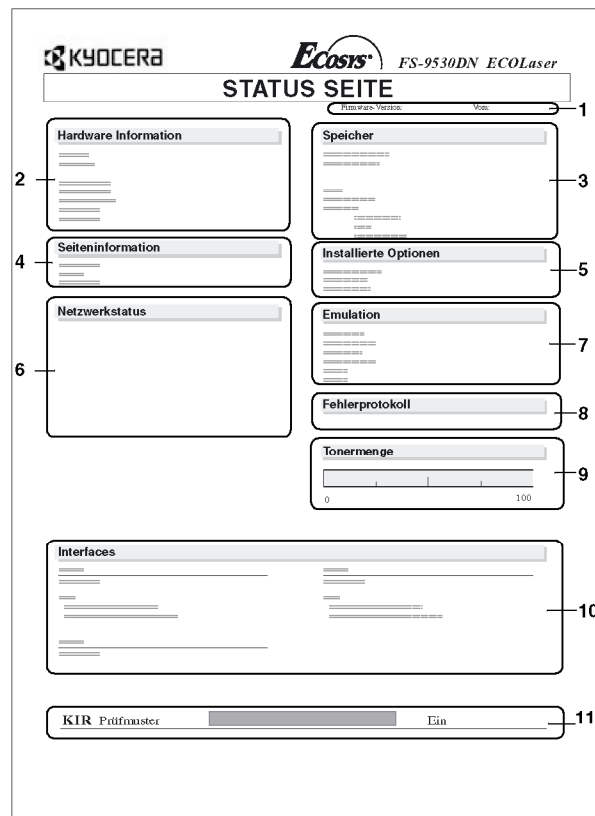 KYOCERA
ECOSYS FS-9530DN ECOLaser
STATUS SEITE
Firmware-Version: Vom:
1
Hardware Information
2
Speicher
3
Seiteninformation
4
Installierte Optionen
5
Netzwerkstatus
6
Emulation
7
Fehlerprotokoll
8
Tonermenge
9
0 100
Interfaces
10
KIR Prüfmuster Ein
11